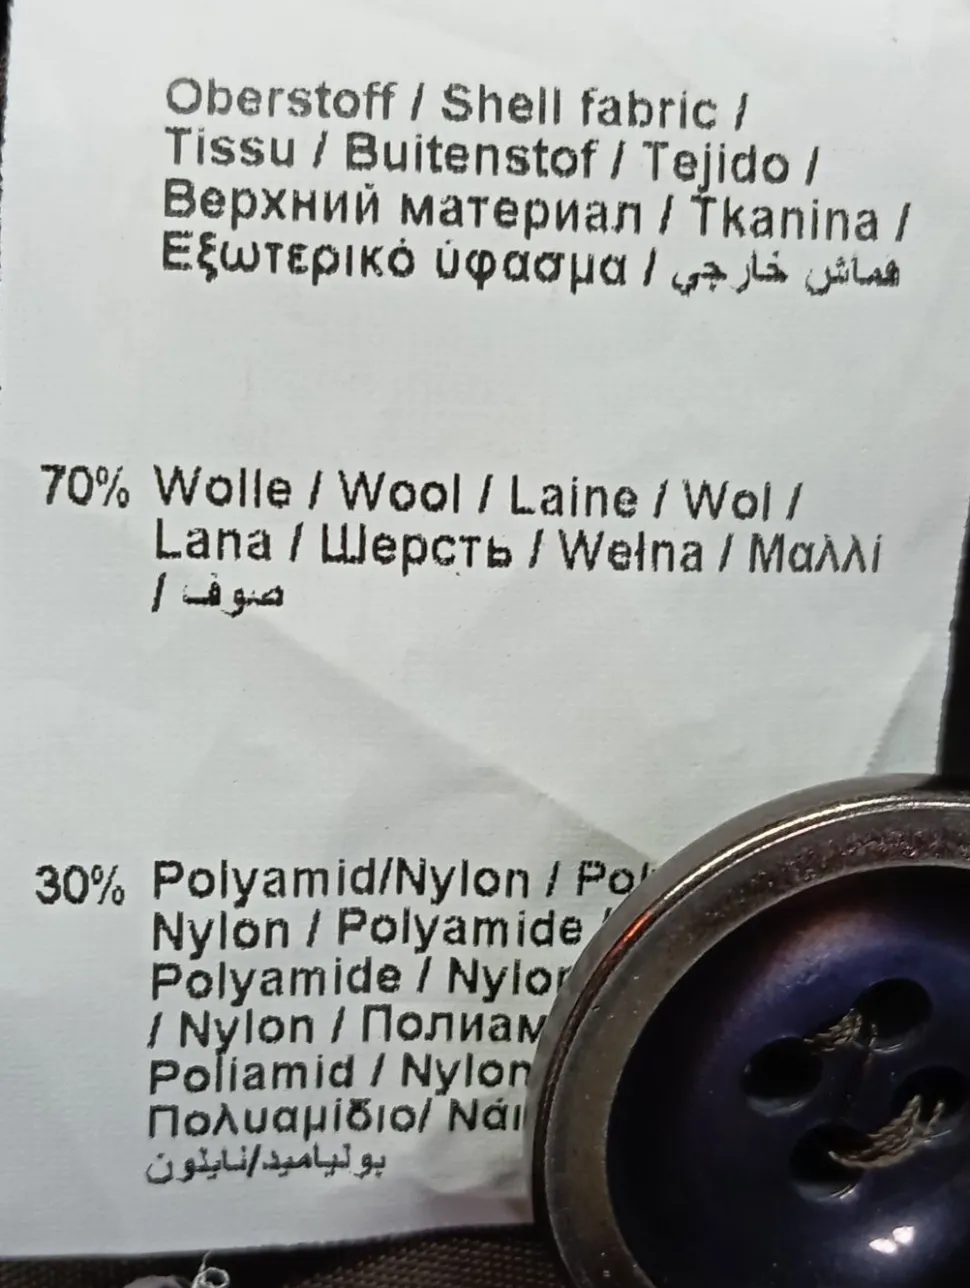 Oberstoff / Shell fabric /
Tissu / Buitenstof / Tejido /
Верхний материал / Tkanina /
Εξωτερικό ύφασμα / قماش خارجي
70% Wolle / Wool / Laine / Wol /
Lana / Шерсть / Wełna / Μαλλί
/ صوف
30% Polyamid/Nylon /
Nylon / Polyamide
Polyamide /
/ Nylon /
Poliamid / Nylon
Πολυαμίδιο/
بولياميد/نايلون